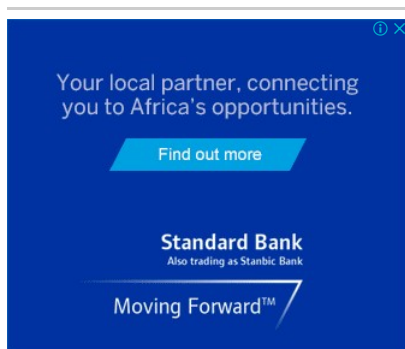 Your local partner, connecting
you to Africa's opportunities.
Find out more
Standard Bank
Also trading as Stanbic Bank
Moving Forward™